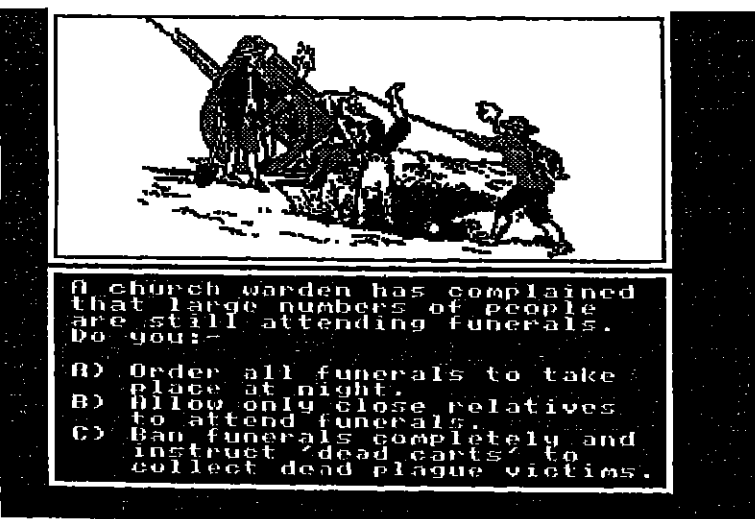 A church warden has complained
that large numbers of people
are still attending funerals.
Do you:-
A) Order all funerals to take
place at night.
B) Allow only close relatives
to attend funerals.
C) Ban funerals completely and
instruct 'dead carts' to
collect dead plague victims.